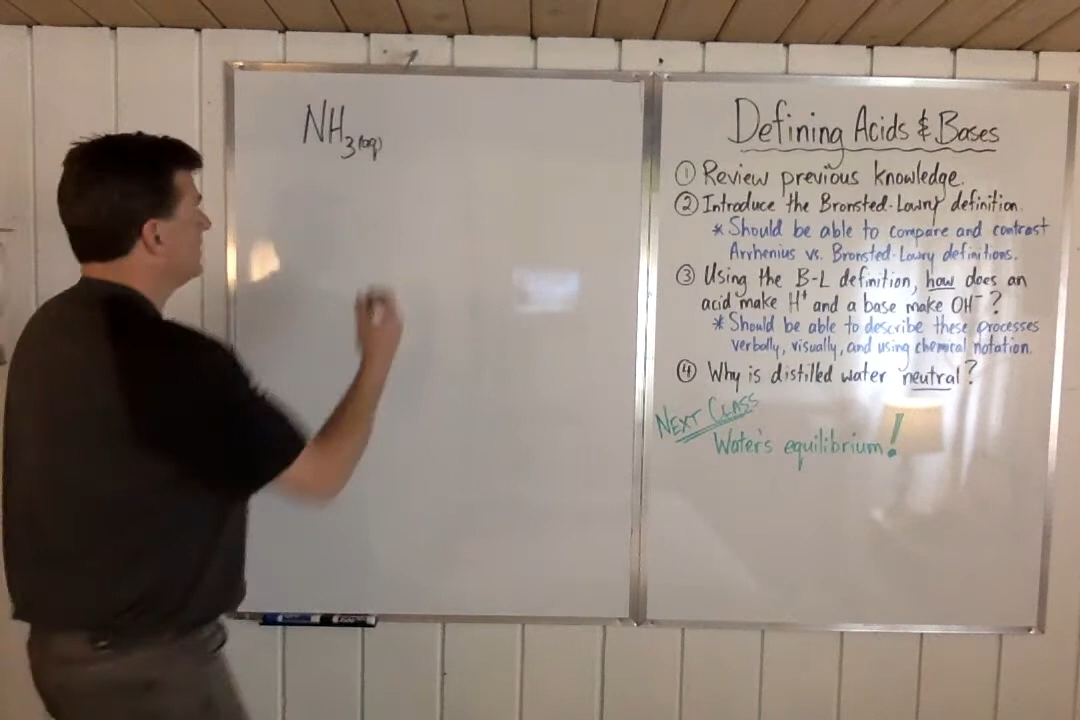 NH₃(aq)
Defining Acids & Bases
① Review previous knowledge.
② Introduce the Bronsted-Lowry definition.
* Should be able to compare and contrast
Arrhenius vs. Bronsted-Lowry definitions.
③ Using the B-L definition, how does an
acid make H⁺ and a base make OH⁻?
* Should be able to describe these processes
verbally, visually, and using chemical notation.
④ Why is distilled water neutral?
NEXT CLASS
Water's equilibrium!